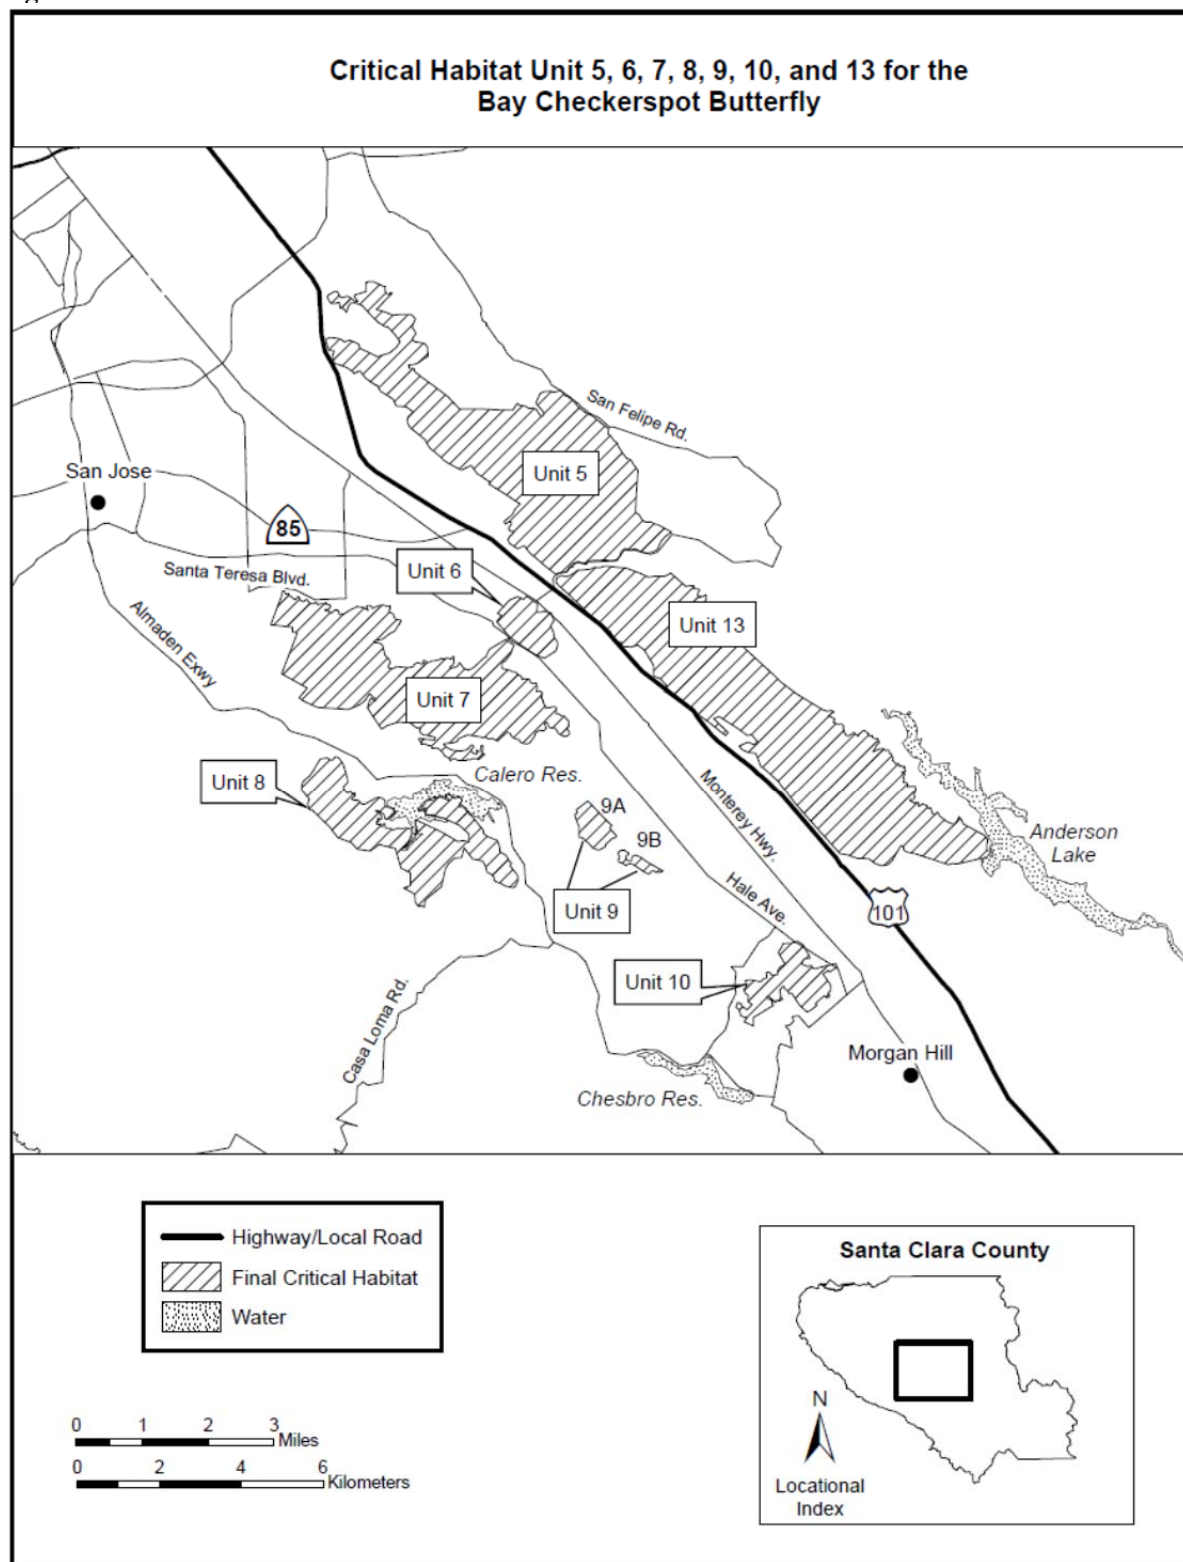 Critical Habitat Unit 5, 6, 7, 8, 9, 10, and 13 for the
Bay Checkerspot Butterfly
San Felipe Rd.
Unit 5
San Jose
85
Unit 6
Santa Teresa Blvd.
Almaden Exwy
Unit 13
Unit 7
Unit 8
Calero Res.
9A
9B
Monterey Hwy.
Anderson
Lake
Hale Ave.
Unit 9
101
Unit 10
Casa Loma Rd.
Morgan Hill
Chesbro Res.
Highway/Local Road
Final Critical Habitat
Water
Santa Clara County
N
Locational
Index
0 1 2 3
Miles
0 2 4 6
Kilometers